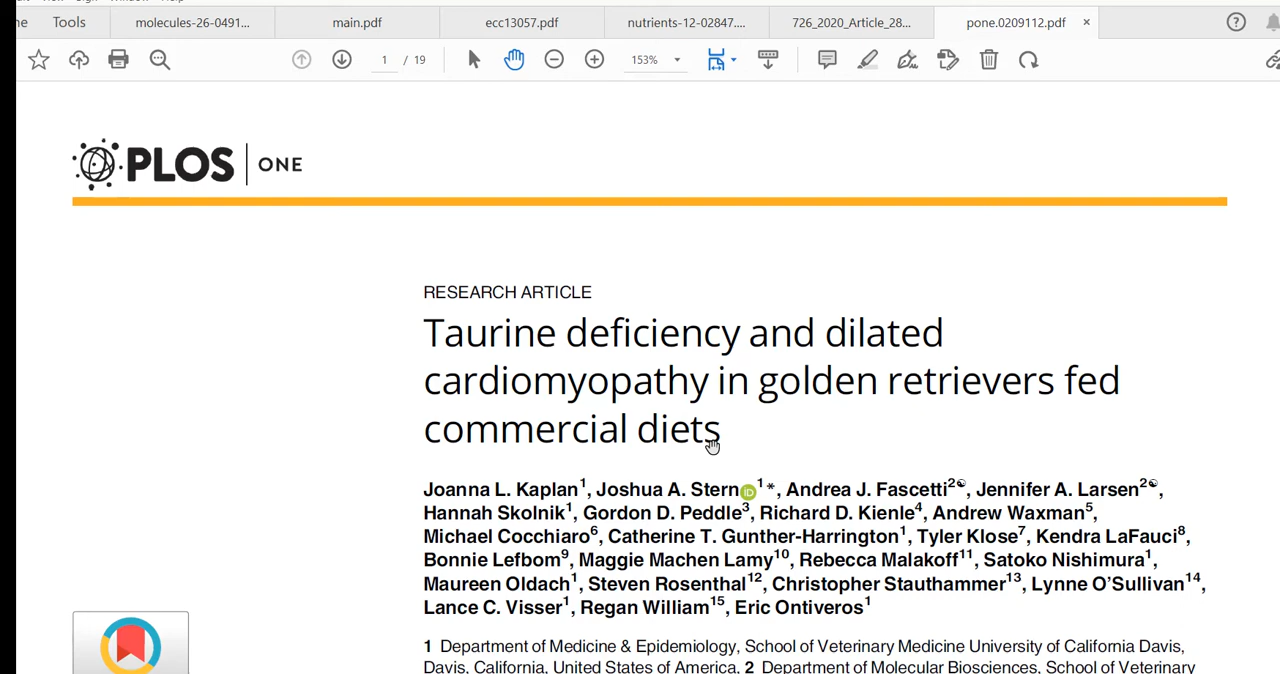 Tools molecules-26-0491... main.pdf ecc13057.pdf nutrients-12-02847.... 726_2020_Article_28... pone.0209112.pdf ×
1 / 19 153%
PLOS ONE
RESEARCH ARTICLE
Taurine deficiency and dilated
cardiomyopathy in golden retrievers fed
commercial diets
Joanna L. Kaplan1, Joshua A. Stern iD 1*, Andrea J. Fascetti2☯, Jennifer A. Larsen2☯,
Hannah Skolnik1, Gordon D. Peddle3, Richard D. Kienle4, Andrew Waxman5,
Michael Cocchiaro6, Catherine T. Gunther-Harrington1, Tyler Klose7, Kendra LaFauci8,
Bonnie Lefbom9, Maggie Machen Lamy10, Rebecca Malakoff11, Satoko Nishimura1,
Maureen Oldach1, Steven Rosenthal12, Christopher Stauthammer13, Lynne O'Sullivan14,
Lance C. Visser1, Regan William15, Eric Ontiveros1
1 Department of Medicine & Epidemiology, School of Veterinary Medicine University of California Davis,
Davis, California, United States of America, 2 Department of Molecular Biosciences, School of Veterinary